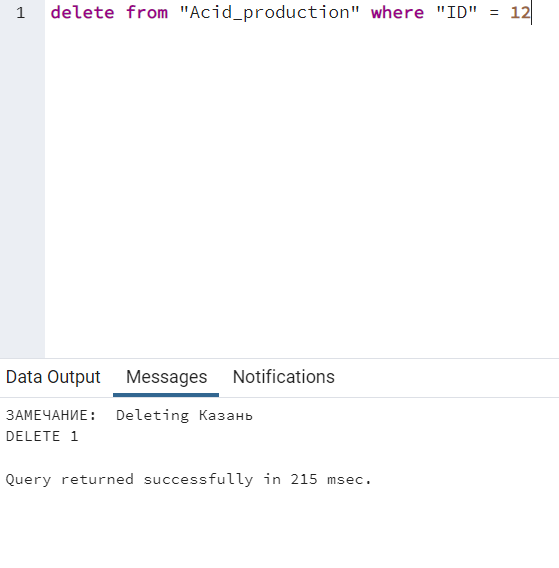 1 delete from "Acid_production" where "ID" = 12
Data Output Messages Notifications
ЗАМЕЧАНИЕ: Deleting Казань
DELETE 1
Query returned successfully in 215 msec.